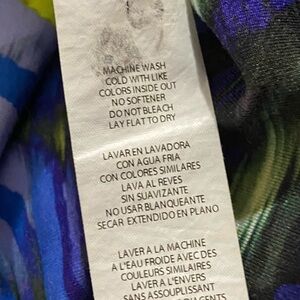 MACHINE WASH
COLD WITH LIKE
COLORS INSIDE OUT
NO SOFTENER
DO NOT BLEACH
LAY FLAT TO DRY
LAVAR EN LAVADORA
CON AGUA FRIA
CON COLORES SIMILARES
LAVA AL REVES
SIN SUAVIZANTE
NO USAR BLANQUEANTE
SECAR EXTENDIDO EN PLANO
LAVER A LA MACHINE
A L'EAU FROIDE AVEC DES
COULEURS SIMILAIRES
LAVER A L'ENVERS
SANS ASSOUPLISSANT